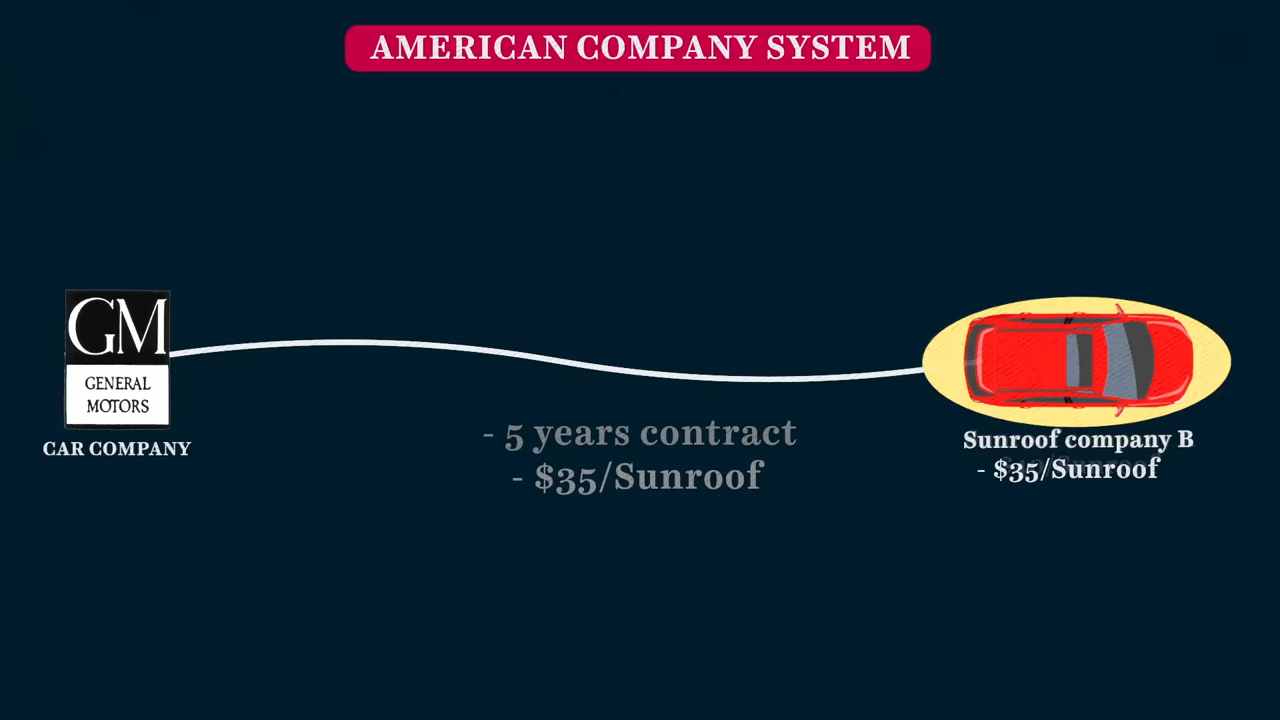 AMERICAN COMPANY SYSTEM
GM
GENERAL
MOTORS
CAR COMPANY
- 5 years contract
- $35/Sunroof
Sunroof company B
- $35/Sunroof